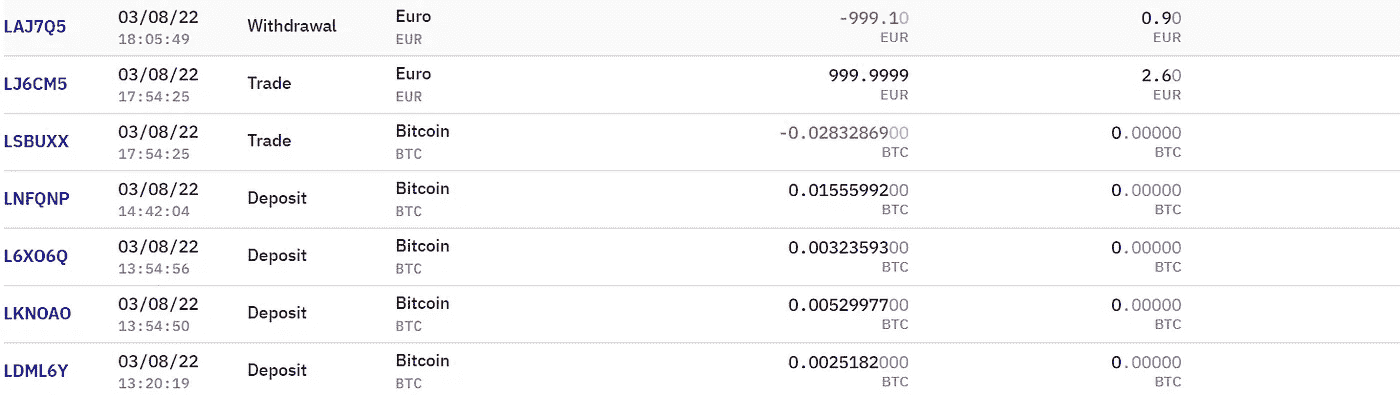 LAJ7Q5 03/08/22 Withdrawal Euro -999.10 0.90
18:05:49 EUR EUR EUR
LJ6CM5 03/08/22 Trade Euro 999.9999 2.60
17:54:25 EUR EUR EUR
LSBUXX 03/08/22 Trade Bitcoin -0.0283286900 0.00000
17:54:25 BTC BTC BTC
LNFQNP 03/08/22 Deposit Bitcoin 0.0155599200 0.00000
14:42:04 BTC BTC BTC
L6XO6Q 03/08/22 Deposit Bitcoin 0.0032359300 0.00000
13:54:56 BTC BTC BTC
LKNOAO 03/08/22 Deposit Bitcoin 0.0052997700 0.00000
13:54:50 BTC BTC BTC
LDML6Y 03/08/22 Deposit Bitcoin 0.0025182000 0.00000
13:20:19 BTC BTC BTC